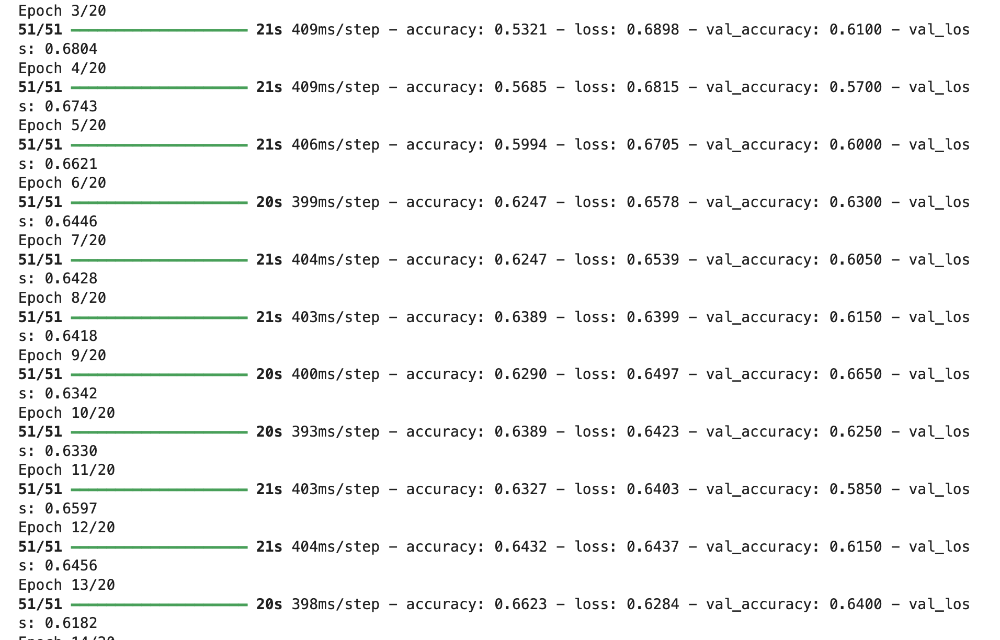 Epoch 3/20
51/51 ━━━━━━━━━━━━━━━━━━━━ 21s 409ms/step - accuracy: 0.5321 - loss: 0.6898 - val_accuracy: 0.6100 - val_los
s: 0.6804
Epoch 4/20
51/51 ━━━━━━━━━━━━━━━━━━━━ 21s 409ms/step - accuracy: 0.5685 - loss: 0.6815 - val_accuracy: 0.5700 - val_los
s: 0.6743
Epoch 5/20
51/51 ━━━━━━━━━━━━━━━━━━━━ 21s 406ms/step - accuracy: 0.5994 - loss: 0.6705 - val_accuracy: 0.6000 - val_los
s: 0.6621
Epoch 6/20
51/51 ━━━━━━━━━━━━━━━━━━━━ 20s 399ms/step - accuracy: 0.6247 - loss: 0.6578 - val_accuracy: 0.6300 - val_los
s: 0.6446
Epoch 7/20
51/51 ━━━━━━━━━━━━━━━━━━━━ 21s 404ms/step - accuracy: 0.6247 - loss: 0.6539 - val_accuracy: 0.6050 - val_los
s: 0.6428
Epoch 8/20
51/51 ━━━━━━━━━━━━━━━━━━━━ 21s 403ms/step - accuracy: 0.6389 - loss: 0.6399 - val_accuracy: 0.6150 - val_los
s: 0.6418
Epoch 9/20
51/51 ━━━━━━━━━━━━━━━━━━━━ 20s 400ms/step - accuracy: 0.6290 - loss: 0.6497 - val_accuracy: 0.6650 - val_los
s: 0.6342
Epoch 10/20
51/51 ━━━━━━━━━━━━━━━━━━━━ 20s 393ms/step - accuracy: 0.6389 - loss: 0.6423 - val_accuracy: 0.6250 - val_los
s: 0.6330
Epoch 11/20
51/51 ━━━━━━━━━━━━━━━━━━━━ 21s 403ms/step - accuracy: 0.6327 - loss: 0.6403 - val_accuracy: 0.5850 - val_los
s: 0.6597
Epoch 12/20
51/51 ━━━━━━━━━━━━━━━━━━━━ 21s 404ms/step - accuracy: 0.6432 - loss: 0.6437 - val_accuracy: 0.6150 - val_los
s: 0.6456
Epoch 13/20
51/51 ━━━━━━━━━━━━━━━━━━━━ 20s 398ms/step - accuracy: 0.6623 - loss: 0.6284 - val_accuracy: 0.6400 - val_los
s: 0.6182
Epoch 14/20